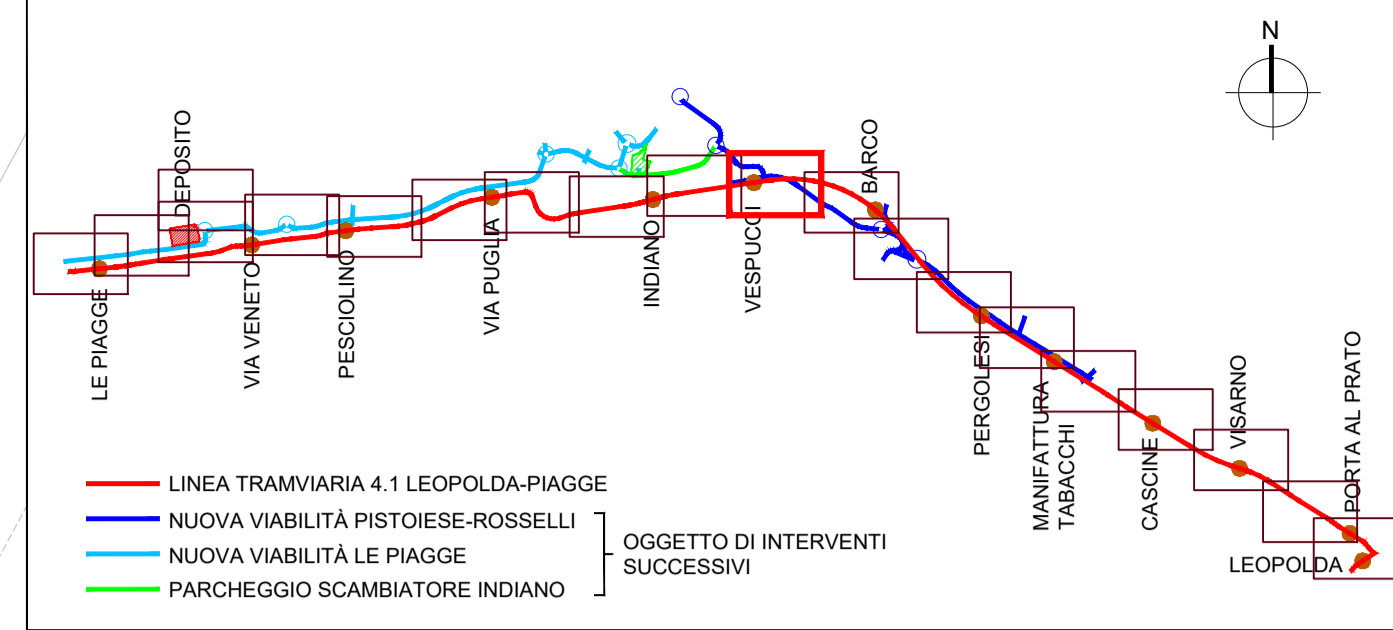 N
DEPOSITO
BARCO
LE PIAGGE
VIA VENETO
PESCIOLINO
VIA PUGLIA
INDIANO
VESPUCCI
PERGOLESI
MANIFATTURA
TABACCHI
CASCINE
VISARNO
PORTA AL PRATO
LEOPOLDA
LINEA TRAMVIARIA 4.1 LEOPOLDA-PIAGGE
NUOVA VIABILITÀ PISTOIESE-ROSSELLI
NUOVA VIABILITÀ LE PIAGGE
PARCHEGGIO SCAMBIATORE INDIANO
OGGETTO DI INTERVENTI
SUCCESSIVI